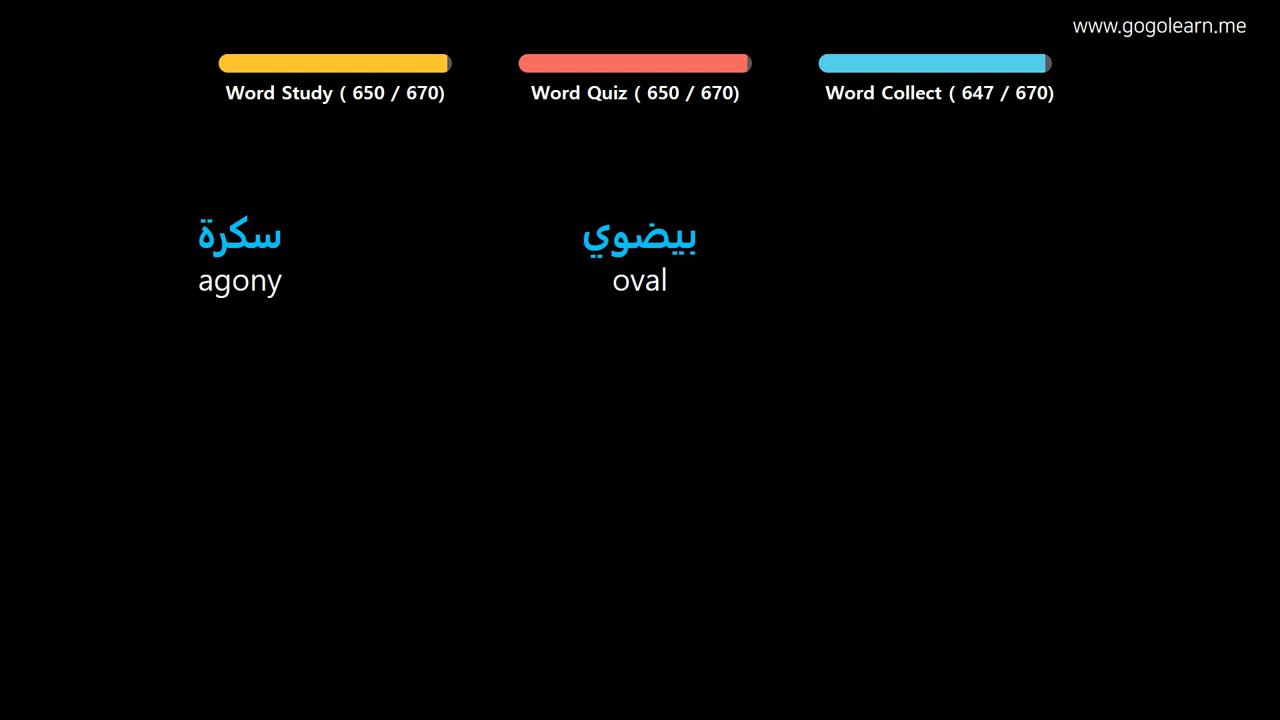 www.gogolearn.me
Word Study ( 650 / 670)
Word Quiz ( 650 / 670)
Word Collect ( 647 / 670)
سكرة
agony
بيضوي
oval